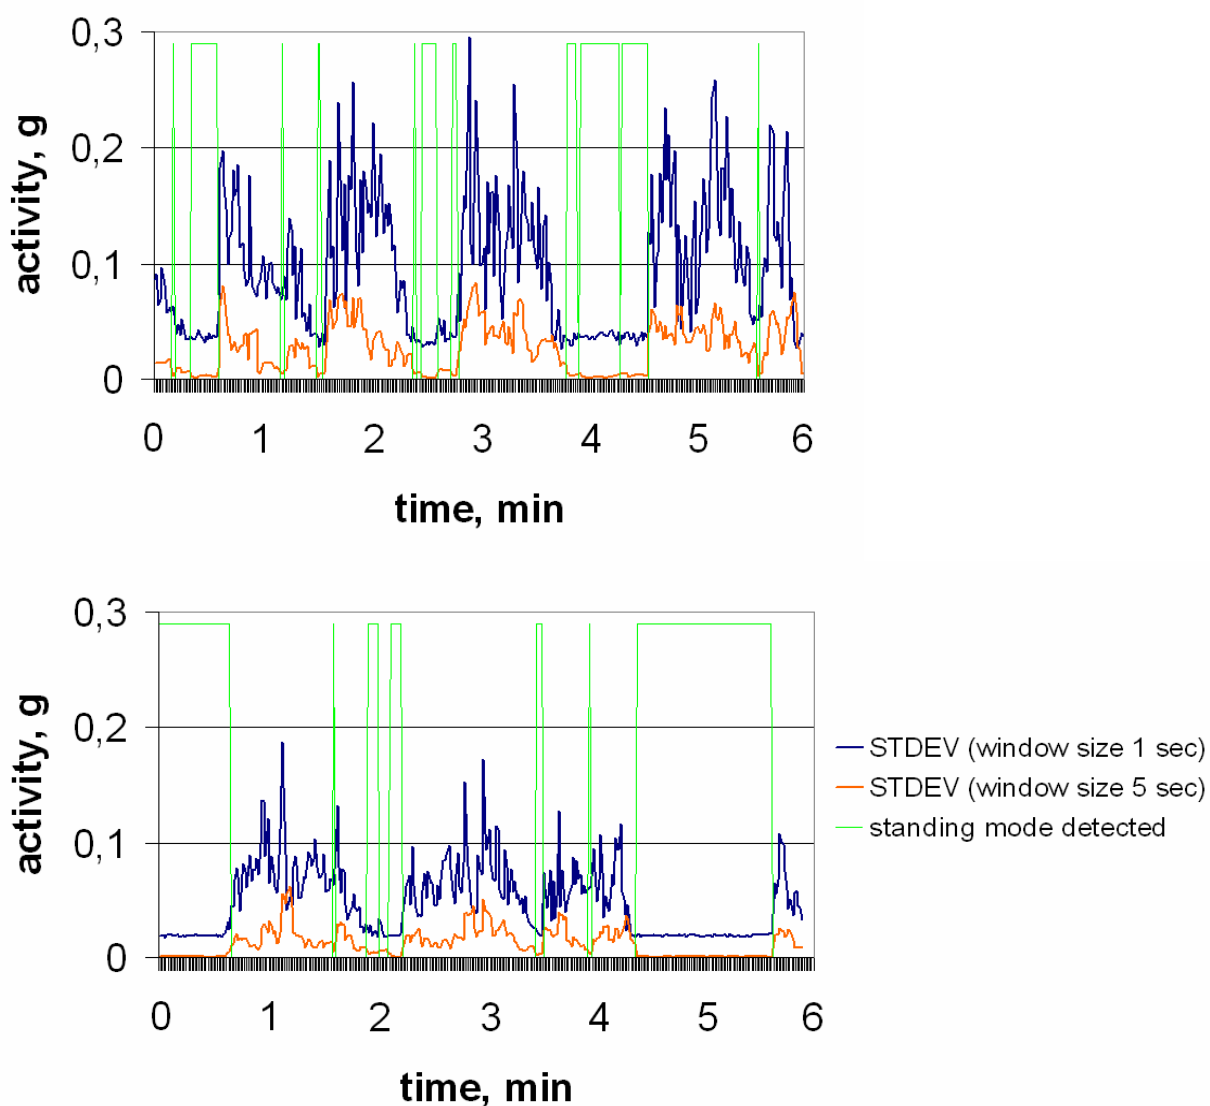 0,3
0,2
0,1
0
activity, g
0 1 2 3 4 5 6
time, min
0,3
0,2
0,1
0
activity, g
0 1 2 3 4 5 6
time, min
STDEV (window size 1 sec)
STDEV (window size 5 sec)
standing mode detected